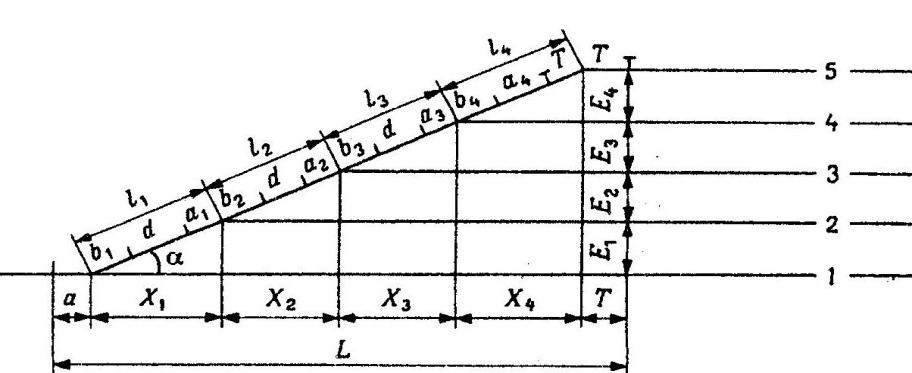 l4 T T 5
l3 b4 a4 E4
4
l2 b3 d a3 E3
3
l1 b2 d a2 E2
2
b1 d a1 α E1
1
a X1 X2 X3 X4 T
L